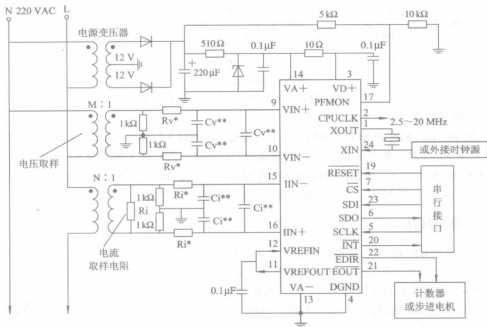 N 220 VAC L
电源变压器
12 V
12 V
5 kΩ
10 kΩ
510Ω
0.1μF
10Ω
0.1μF
220μF
14
3
VA+
VD+
PFMON
17
CPUCLK
2
XOUT
1
2.5~20 MHz
XIN
24
或外接时钟源
M：1
1kΩ
1kΩ
Rv*
Rv*
Cv**
Cv**
Cv**
9
VIN+
10
VIN-
电压取样
N：1
1kΩ
Ri
1kΩ
Ri*
Ri*
Ci**
Ci**
Ci**
15
IIN-
16
IIN+
电流
取样电阻
12
VREFIN
11
VREFOUT
0.1μF
RESET
19
CS
7
SDI
23
SDO
6
SCLK
5
INT
20
EDIR
22
EOUT
21
串
行
接
口
计数器
或步进电机
VA-
DGND
13
4